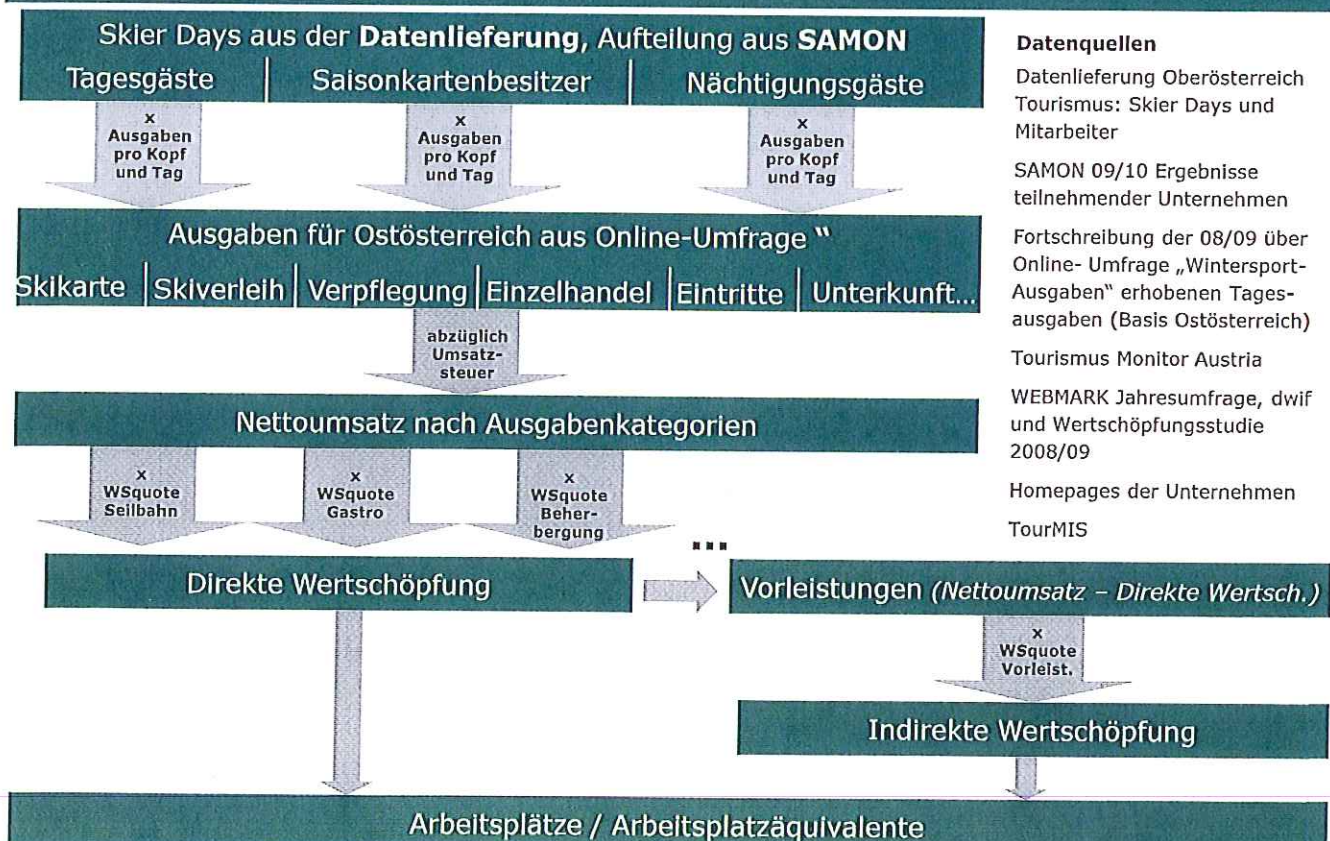 Skier Days aus der Datenlieferung, Aufteilung aus SAMON
Tagesgäste
Saisonkartenbesitzer
Nächtigungsgäste
x
Ausgaben
pro Kopf
und Tag
x
Ausgaben
pro Kopf
und Tag
x
Ausgaben
pro Kopf
und Tag
Ausgaben für Ostösterreich aus Online-Umfrage “
Skikarte
Skiverleih
Verpflegung
Einzelhandel
Eintritte
Unterkunft...
abzüglich
Umsatz-
steuer
Nettoumsatz nach Ausgabenkategorien
x
WSquote
Seilbahn
x
WSquote
Gastro
x
WSquote
Beher-
bergung
...
Direkte Wertschöpfung
Vorleistungen (Nettoumsatz – Direkte Wertsch.)
x
WSquote
Vorleist.
Indirekte Wertschöpfung
Arbeitsplätze / Arbeitsplatzäquivalente
Datenquellen
Datenlieferung Oberösterreich
Tourismus: Skier Days und
Mitarbeiter
SAMON 09/10 Ergebnisse
teilnehmender Unternehmen
Fortschreibung der 08/09 über
Online- Umfrage „Wintersport-
Ausgaben“ erhobenen Tages-
ausgaben (Basis Ostösterreich)
Tourismus Monitor Austria
WEBMARK Jahresumfrage, dwif
und Wertschöpfungsstudie
2008/09
Homepages der Unternehmen
TourMIS